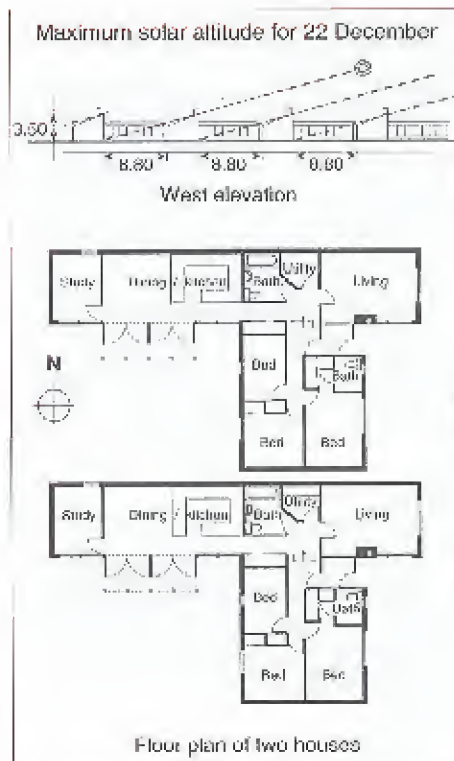 Maximum solar altitude for 22 December
3.50
8.80 8.80 8.80
West elevation
Study Dining Kitchen Bath Utility Living
N
Bed Bath
Bed Bed
Study Dining Kitchen Bath Utility Living
Bed Bath
Bed Bed
Floor plan of two houses